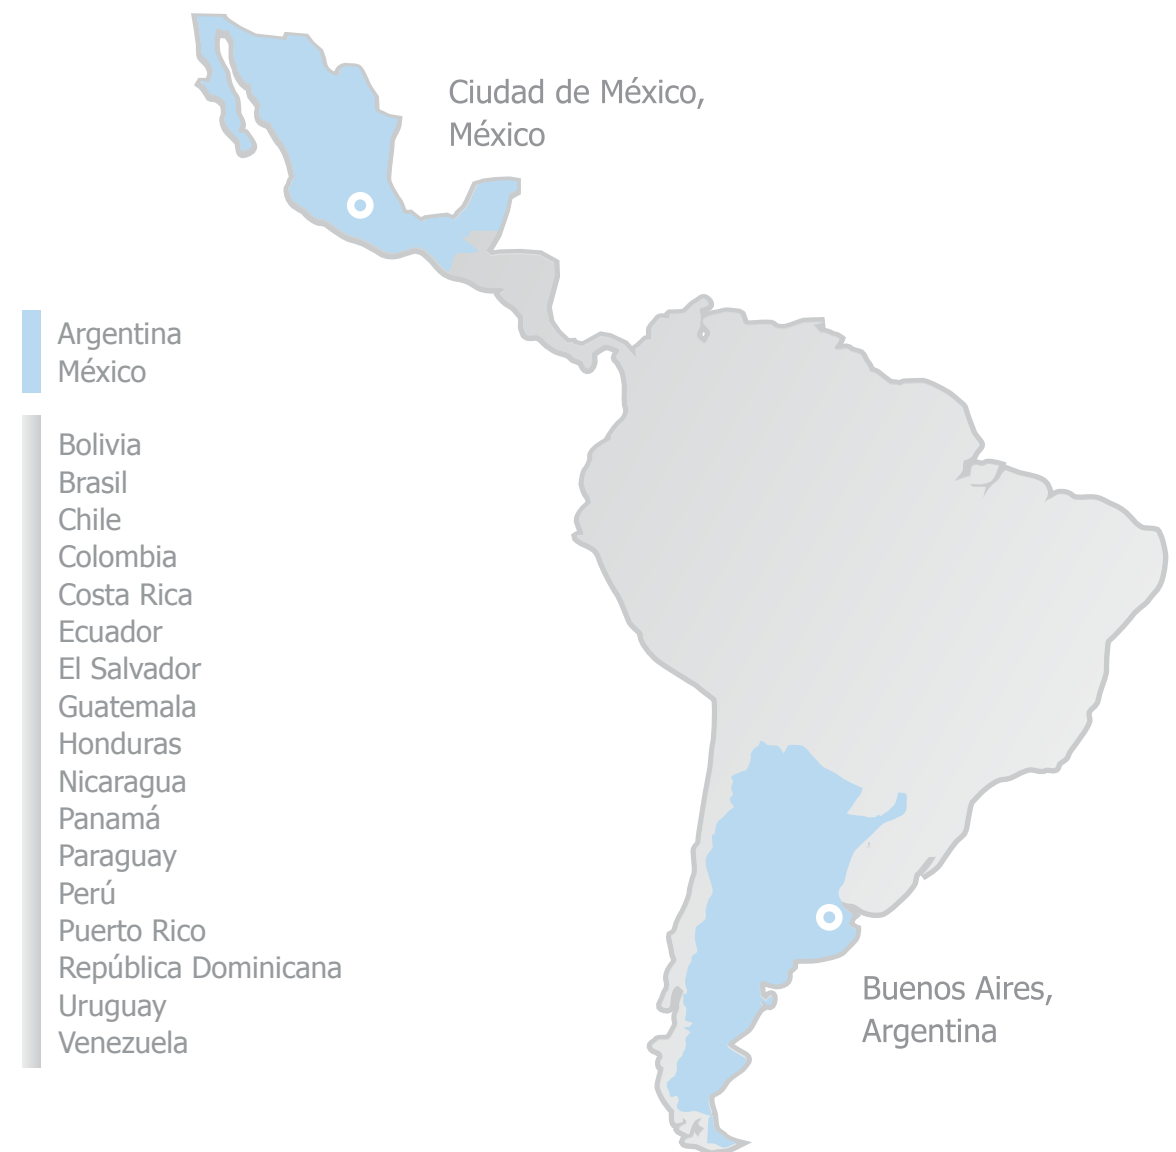 Ciudad de México,
México
Argentina
México
Bolivia
Brasil
Chile
Colombia
Costa Rica
Ecuador
El Salvador
Guatemala
Honduras
Nicaragua
Panamá
Paraguay
Perú
Puerto Rico
República Dominicana
Uruguay
Venezuela
Buenos Aires,
Argentina